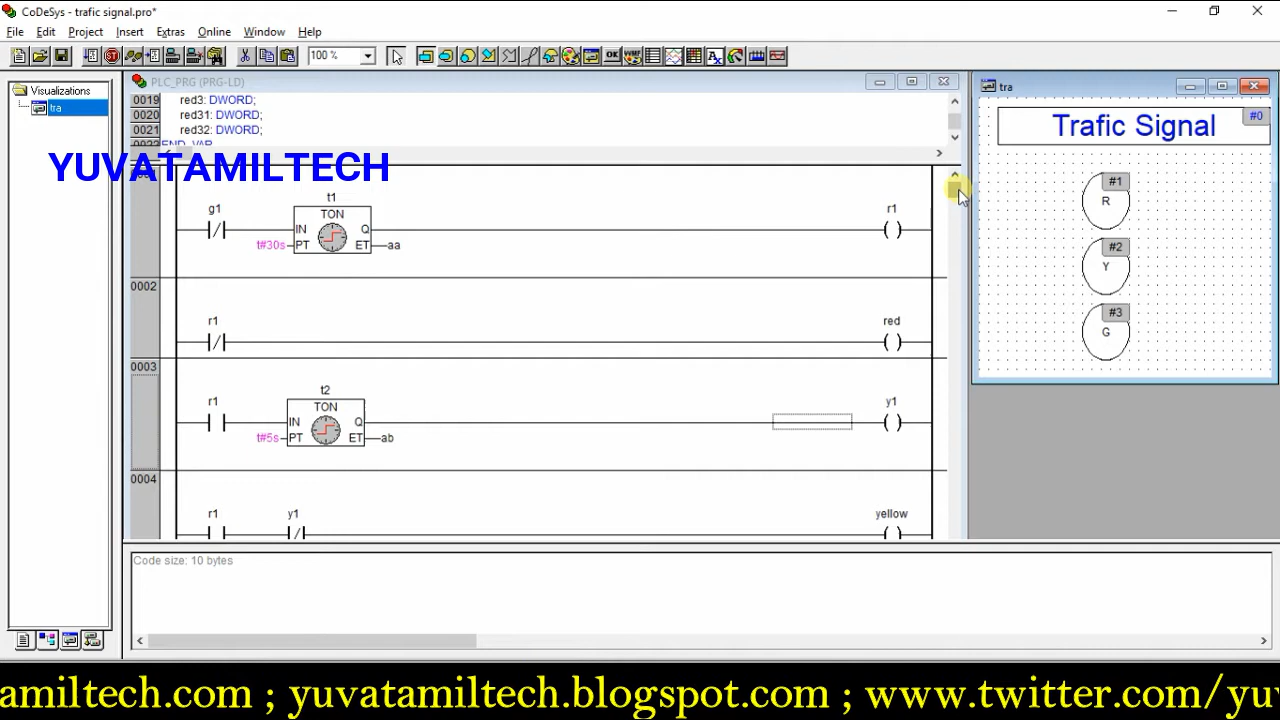 CoDeSys - trafic signal.pro*
File Edit Project Insert Extras Online Window Help
100 %
OK
Visualizations
tra
PLC_PRG (PRG-LD)
0019 red3: DWORD;
0020 red31: DWORD;
0021 red32: DWORD;
0022 END_VAR
YUVATAMILTECH
g1
t1
TON
IN Q
t#30s PT ET aa
r1
0002
r1
red
0003
r1
t2
TON
IN Q
t#5s PT ET ab
y1
0004
r1
y1
yellow
tra
Trafic Signal
#0
#1
R
#2
Y
#3
G
Code size: 10 bytes
amiltech.com ; yuvatamiltech.blogspot.com ; www.twitter.com/yu